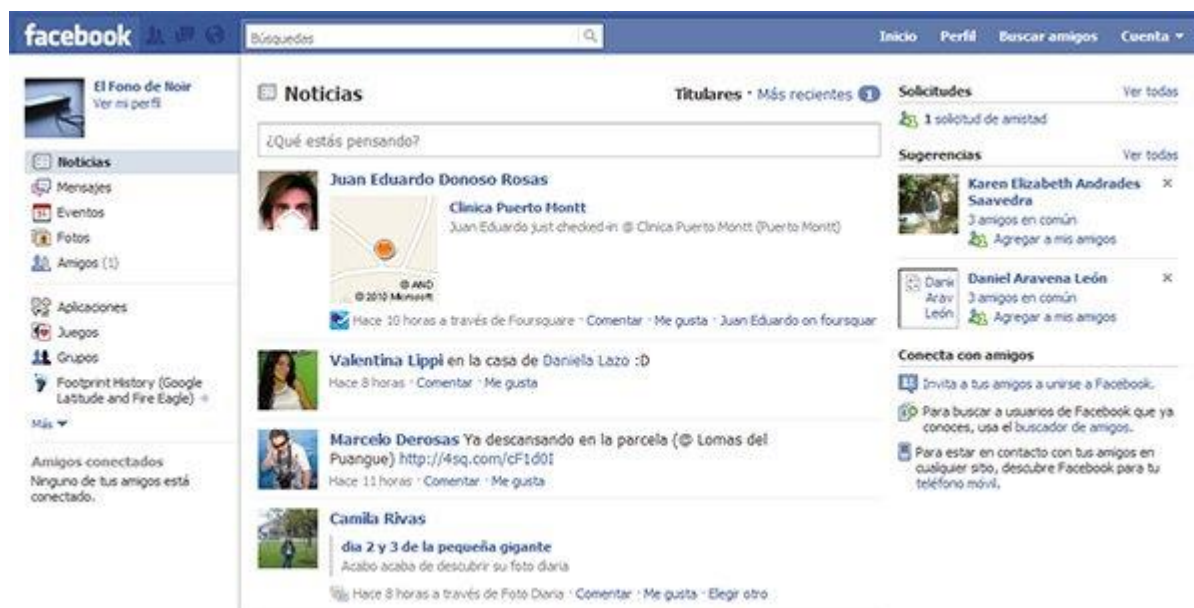 facebook
Búsquedas
Inicio Perfil Buscar amigos Cuenta
El Fono de Noir
Ver mi perfil
Noticias
Mensajes
Eventos
31
Fotos
Amigos (1)
Aplicaciones
Juegos
Grupos
Footprint History (Google
Latitude and Fire Eagle)
Más
Amigos conectados
Ninguno de tus amigos está
conectado.
Noticias
Titulares · Más recientes 1
¿Qué estás pensando?
Juan Eduardo Donoso Rosas
Clinica Puerto Montt
Juan Eduardo just checked in @ Clinica Puerto Montt (Puerto Montt)
© AND
© 2010 Microsoft
Hace 10 horas a través de Foursquare · Comentar · Me gusta · Juan Eduardo on foursquar
Valentina Lippi en la casa de Daniela Lazo :D
Hace 8 horas · Comentar · Me gusta
Marcelo Derosas Ya descansando en la parcela (@ Lomas del
Puangue) http://4sq.com/cF1d0I
Hace 11 horas · Comentar · Me gusta
Camila Rivas
dia 2 y 3 de la pequeña gigante
Acabo acaba de descubrir su foto diaria
Hace 8 horas a través de Foto Diaria · Comentar · Me gusta · Elegir otro
Solicitudes Ver todas
1 solicitud de amistad
Sugerencias Ver todas
Karen Elizabeth Andrades
Saavedra
3 amigos en común
Agregar a mis amigos
Danie
Arav
León
Daniel Aravena León
3 amigos en común
Agregar a mis amigos
Conecta con amigos
Invita a tus amigos a unirse a Facebook.
Para buscar a usuarios de Facebook que ya
conoces, usa el buscador de amigos.
Para estar en contacto con tus amigos en
cualquier sitio, descubre Facebook para tu
teléfono móvil.